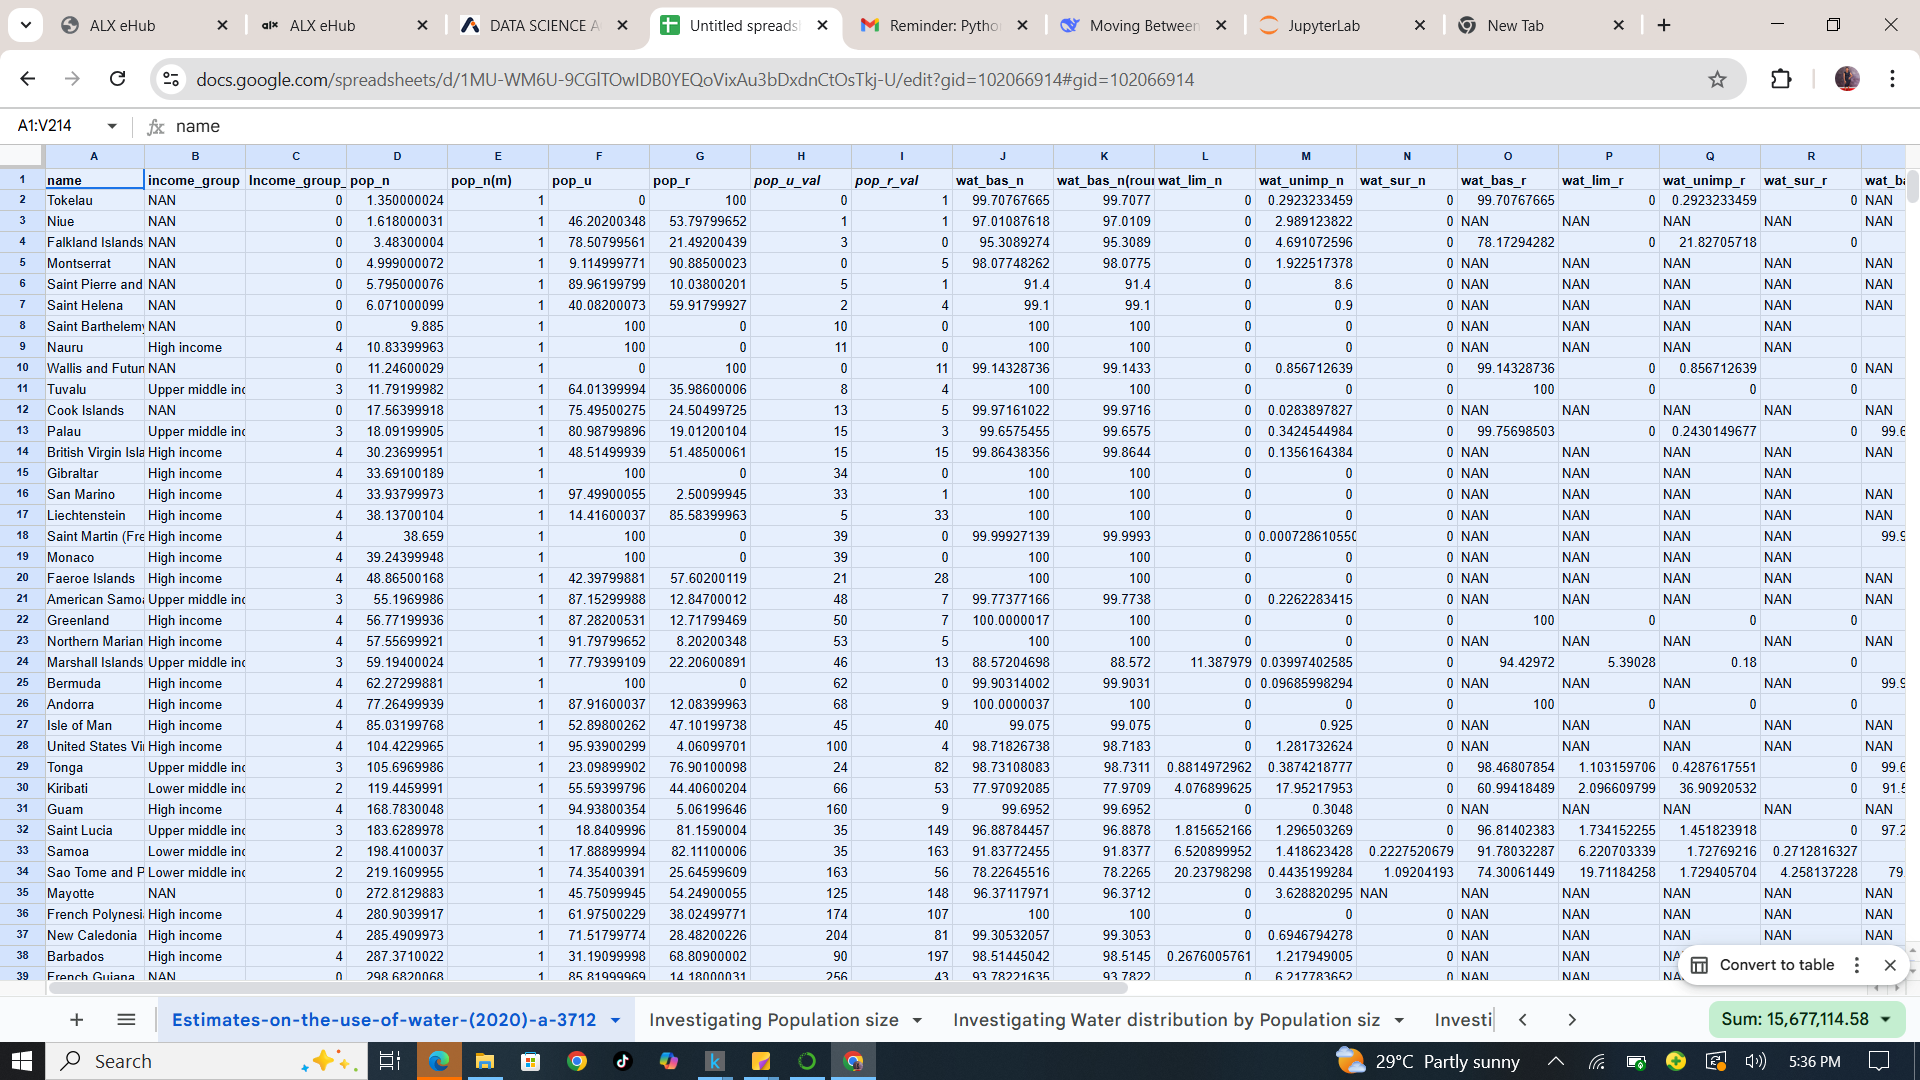 ALX eHub
alx ALX eHub
DATA SCIENCE A
Untitled spreads
Reminder: Pytho
Moving Between
JupyterLab
New Tab
docs.google.com/spreadsheets/d/1MU-WM6U-9CGlTOwIDB0YEQoVixAu3bDxdnCtOsTkj-U/edit?gid=102066914#gid=102066914
A1:V214 fx name
A B C D E F G H I J K L M N O P Q R
1 name income_group Income_group_ pop_n pop_n(m) pop_u pop_r pop_u_val pop_r_val wat_bas_n wat_bas_n(roun wat_lim_n wat_unimp_n wat_sur_n wat_bas_r wat_lim_r wat_unimp_r wat_sur_r wat_ba
2 Tokelau NAN 0 1.350000024 1 0 100 0 1 99.70767665 99.7077 0 0.2923233459 0 99.70767665 0 0.2923233459 0 NAN
3 Niue NAN 0 1.618000031 1 46.20200348 53.79799652 1 1 97.01087618 97.0109 0 2.989123822 0 NAN NAN NAN NAN NAN
4 Falkland Islands NAN 0 3.48300004 1 78.50799561 21.49200439 3 0 95.3089274 95.3089 0 4.691072596 0 78.17294282 0 21.82705718 0
5 Montserrat NAN 0 4.999000072 1 9.114999771 90.88500023 0 5 98.07748262 98.0775 0 1.922517378 0 NAN NAN NAN NAN NAN
6 Saint Pierre and NAN 0 5.795000076 1 89.96199799 10.03800201 5 1 91.4 91.4 0 8.6 0 NAN NAN NAN NAN NAN
7 Saint Helena NAN 0 6.071000099 1 40.08200073 59.91799927 2 4 99.1 99.1 0 0.9 0 NAN NAN NAN NAN NAN
8 Saint Barthelemy NAN 0 9.885 1 100 0 10 0 100 100 0 0 0 NAN NAN NAN NAN
9 Nauru High income 4 10.83399963 1 100 0 11 0 100 100 0 0 0 NAN NAN NAN NAN
10 Wallis and Futun NAN 0 11.24600029 1 0 100 0 11 99.14328736 99.1433 0 0.856712639 0 99.14328736 0 0.856712639 0 NAN
11 Tuvalu Upper middle inc 3 11.79199982 1 64.01399994 35.98600006 8 4 100 100 0 0 0 100 0 0 0
12 Cook Islands NAN 0 17.56399918 1 75.49500275 24.50499725 13 5 99.97161022 99.9716 0 0.0283897827 0 NAN NAN NAN NAN NAN
13 Palau Upper middle inc 3 18.09199905 1 80.98799896 19.01200104 15 3 99.6575455 99.6575 0 0.3424544984 0 99.75698503 0 0.2430149677 0 99.6
14 British Virgin Isla High income 4 30.23699951 1 48.51499939 51.48500061 15 15 99.86438356 99.8644 0 0.1356164384 0 NAN NAN NAN NAN NAN
15 Gibraltar High income 4 33.69100189 1 100 0 34 0 100 100 0 0 0 NAN NAN NAN NAN
16 San Marino High income 4 33.93799973 1 97.49900055 2.50099945 33 1 100 100 0 0 0 NAN NAN NAN NAN NAN
17 Liechtenstein High income 4 38.13700104 1 14.41600037 85.58399963 5 33 100 100 0 0 0 NAN NAN NAN NAN NAN
18 Saint Martin (Fre High income 4 38.659 1 100 0 39 0 99.99927139 99.9993 0 0.000728610550 0 NAN NAN NAN NAN 99.9
19 Monaco High income 4 39.24399948 1 100 0 39 0 100 100 0 0 0 NAN NAN NAN NAN
20 Faeroe Islands High income 4 48.86500168 1 42.39799881 57.60200119 21 28 100 100 0 0 0 NAN NAN NAN NAN NAN
21 American Samoa Upper middle inc 3 55.1969986 1 87.15299988 12.84700012 48 7 99.77377166 99.7738 0 0.2262283415 0 NAN NAN NAN NAN NAN
22 Greenland High income 4 56.77199936 1 87.28200531 12.71799469 50 7 100.0000017 100 0 0 0 100 0 0 0
23 Northern Marian High income 4 57.55699921 1 91.79799652 8.20200348 53 5 100 100 0 0 0 NAN NAN NAN NAN NAN
24 Marshall Islands Upper middle inc 3 59.19400024 1 77.79399109 22.20600891 46 13 88.57204698 88.572 11.387979 0.03997402585 0 94.42972 5.39028 0.18 0
25 Bermuda High income 4 62.27299881 1 100 0 62 0 99.90314002 99.9031 0 0.09685998294 0 NAN NAN NAN NAN 99.9
26 Andorra High income 4 77.26499939 1 87.91600037 12.08399963 68 9 100.0000037 100 0 0 0 100 0 0 0
27 Isle of Man High income 4 85.03199768 1 52.89800262 47.10199738 45 40 99.075 99.075 0 0.925 0 NAN NAN NAN NAN NAN
28 United States Vi High income 4 104.4229965 1 95.93900299 4.06099701 100 4 98.71826738 98.7183 0 1.281732624 0 NAN NAN NAN NAN NAN
29 Tonga Upper middle inc 3 105.6969986 1 23.09899902 76.90100098 24 82 98.73108083 98.7311 0.8814972962 0.3874218777 0 98.46807854 1.103159706 0.4287617551 0 99.6
30 Kiribati Lower middle inc 2 119.4459991 1 55.59399796 44.40600204 66 53 77.97092085 77.9709 4.076899625 17.95217953 0 60.99418489 2.096609799 36.90920532 0 91.5
31 Guam High income 4 168.7830048 1 94.93800354 5.06199646 160 9 99.6952 99.6952 0 0.3048 0 NAN NAN NAN NAN NAN
32 Saint Lucia Upper middle inc 3 183.6289978 1 18.8409996 81.1590004 35 149 96.88784457 96.8878 1.815652166 1.296503269 0 96.81402383 1.734152255 1.451823918 0 97.2
33 Samoa Lower middle inc 2 198.4100037 1 17.88899994 82.11100006 35 163 91.83772455 91.8377 6.520899952 1.418623428 0.2227520679 91.78032287 6.220703339 1.72769216 0.2712816327
34 Sao Tome and P Lower middle inc 2 219.1609955 1 74.35400391 25.64599609 163 56 78.22645516 78.2265 20.23798298 0.4435199284 1.09204193 74.30061449 19.71184258 1.729405704 4.258137228 79.
35 Mayotte NAN 0 272.8129883 1 45.75099945 54.24900055 125 148 96.37117971 96.3712 0 3.628820295 NAN NAN NAN NAN NAN NAN
36 French Polynesi High income 4 280.9039917 1 61.97500229 38.02499771 174 107 100 100 0 0 0 NAN NAN NAN NAN NAN
37 New Caledonia High income 4 285.4909973 1 71.51799774 28.48200226 204 81 99.30532057 99.3053 0 0.6946794278 0 NAN NAN NAN NAN NAN
38 Barbados High income 4 287.3710022 1 31.19099998 68.80900002 90 197 98.51445042 98.5145 0.2676005761 1.217949005 0 NAN NAN NA
39 French Guiana NAN 0 298.6820068 1 85.81999969 14.18000031 256 43 93.78221635 93.7822 0 6.217783652 0 NAN NAN NA
Convert to table
Estimates-on-the-use-of-water-(2020)-a-3712 Investigating Population size Investigating Water distribution by Population siz Investi Sum: 15,677,114.58
Search 29°C Partly sunny 5:36 PM